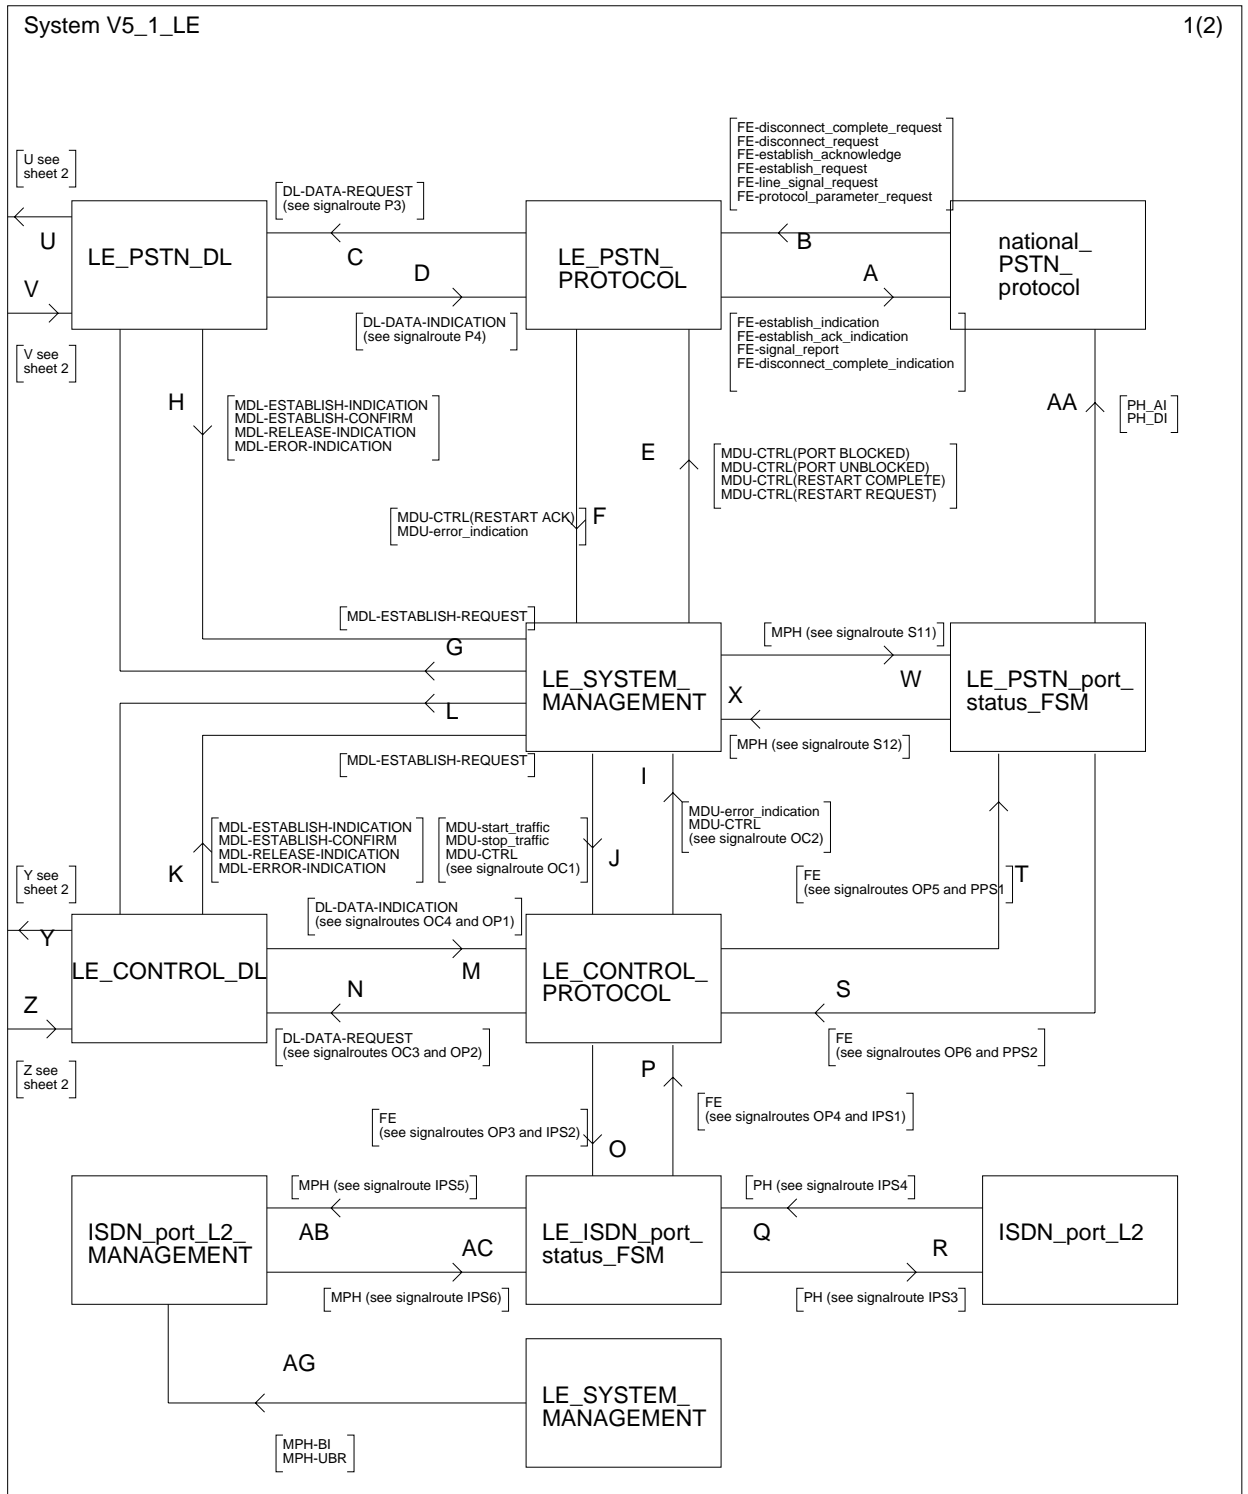 System V5_1_LE
1(2)
FE-disconnect_complete_request
FE-disconnect_request
FE-establish_acknowledge
FE-establish_request
FE-line_signal_request
FE-protocol_parameter_request
U see
sheet 2
DL-DATA-REQUEST
(see signalroute P3)
U
LE_PSTN_DL
C
D
LE_PSTN_
PROTOCOL
B
A
national_
PSTN_
protocol
V
DL-DATA-INDICATION
(see signalroute P4)
FE-establish_indication
FE-establish_ack_indication
FE-signal_report
FE-disconnect_complete_indication
V see
sheet 2
H
MDL-ESTABLISH-INDICATION
MDL-ESTABLISH-CONFIRM
MDL-RELEASE-INDICATION
MDL-EROR-INDICATION
AA
PH_AI
PH_DI
E
MDU-CTRL(PORT BLOCKED)
MDU-CTRL(PORT UNBLOCKED)
MDU-CTRL(RESTART COMPLETE)
MDU-CTRL(RESTART REQUEST)
MDU-CTRL(RESTART ACK)
MDU-error_indication
F
MDL-ESTABLISH-REQUEST
G
MPH (see signalroute S11)
W
LE_SYSTEM_
MANAGEMENT
LE_PSTN_port_
status_FSM
L
X
MPH (see signalroute S12)
MDL-ESTABLISH-REQUEST
I
MDL-ESTABLISH-INDICATION
MDL-ESTABLISH-CONFIRM
MDL-RELEASE-INDICATION
MDL-ERROR-INDICATION
K
MDU-start_traffic
MDU-stop_traffic
MDU-CTRL
(see signalroute OC1)
J
MDU-error_indication
MDU-CTRL
(see signalroute OC2)
Y see
sheet 2
FE
(see signalroutes OP5 and PPS1
T
DL-DATA-INDICATION
(see signalroutes OC4 and OP1)
Y
LE_CONTROL_DL
M
LE_CONTROL_
PROTOCOL
Z
N
S
DL-DATA-REQUEST
(see signalroutes OC3 and OP2)
FE
(see signalroutes OP6 and PPS2
Z see
sheet 2
P
FE
(see signalroutes OP3 and IPS2)
FE
(see signalroutes OP4 and IPS1)
O
MPH (see signalroute IPS5)
PH (see signalroute IPS4
ISDN_port_L2_
MANAGEMENT
AB
AC
LE_ISDN_port_
status_FSM
Q
R
ISDN_port_L2
MPH (see signalroute IPS6)
PH (see signalroute IPS3
AG
LE_SYSTEM_
MANAGEMENT
MPH-BI
MPH-UBR